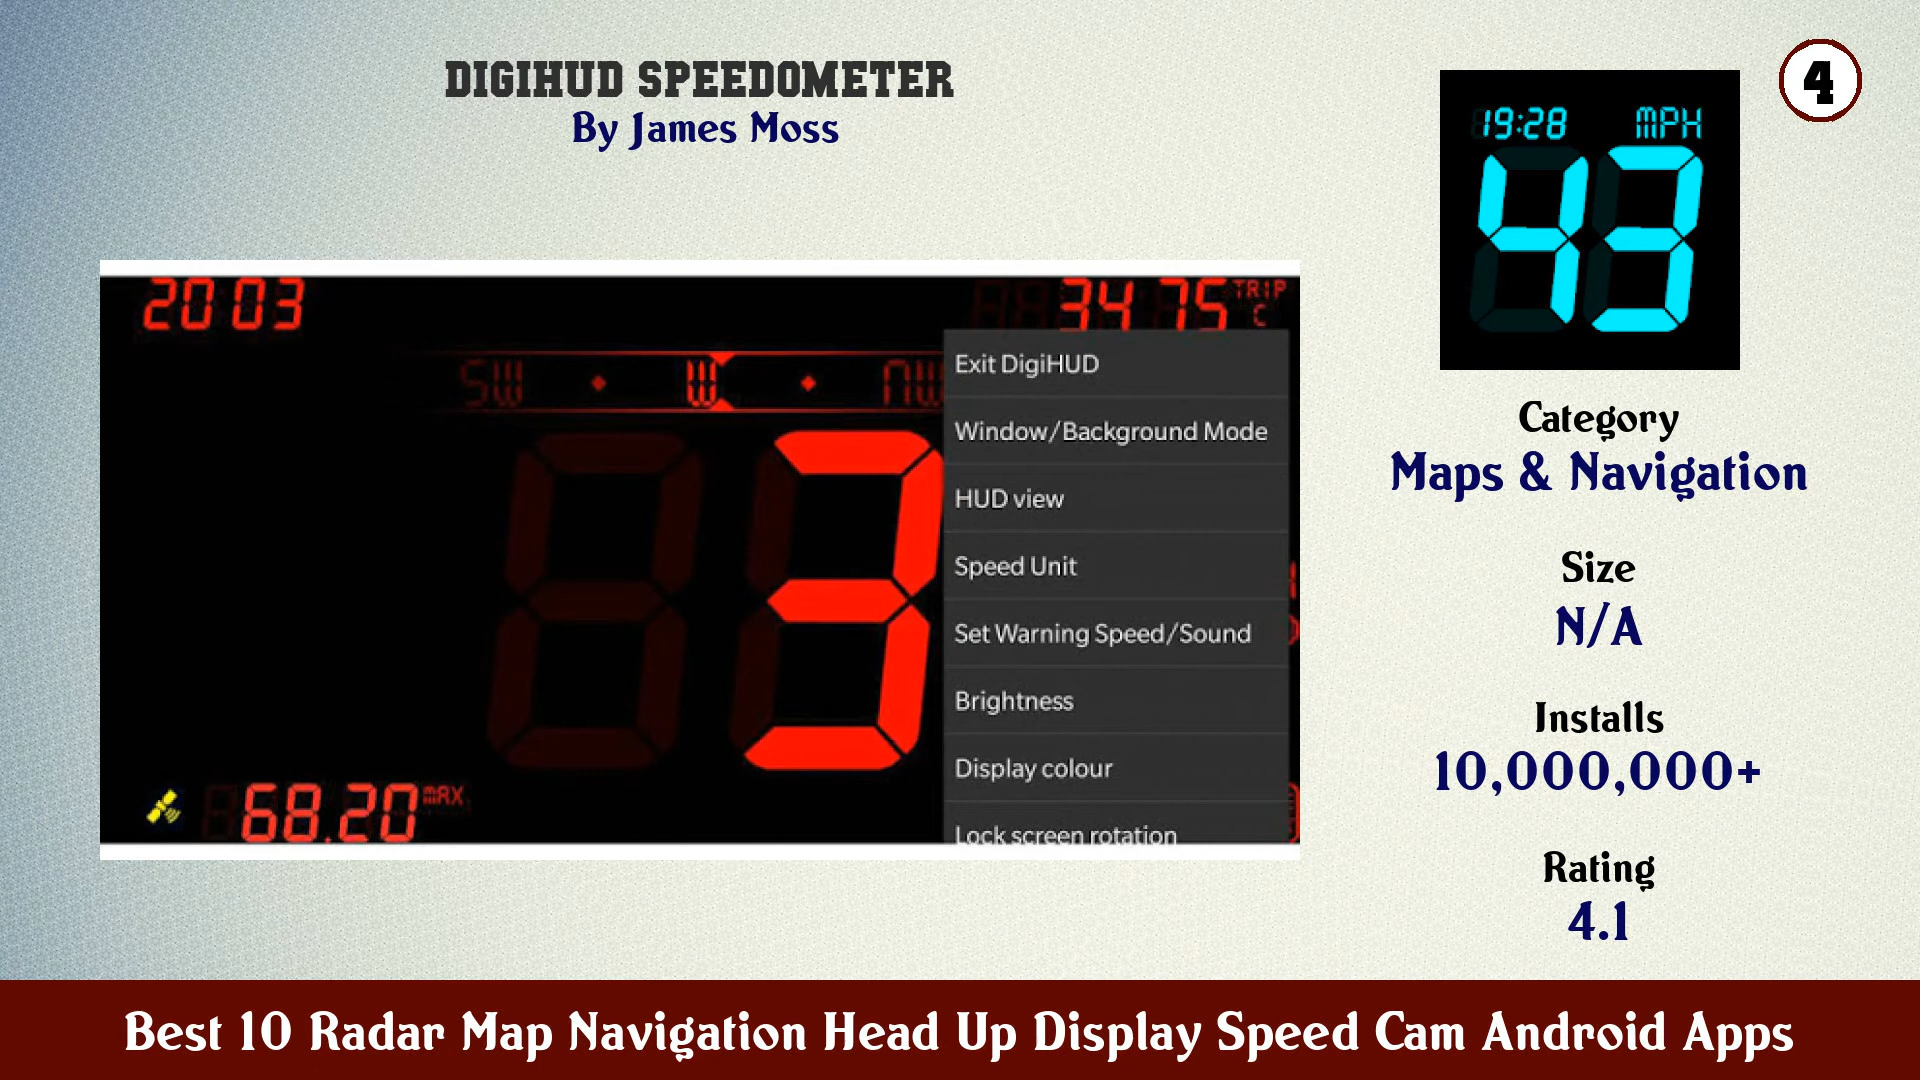 DIGIHUD SPEEDOMETER
By James Moss
4
19:28 MPH
43
20 03
34 75 TRIP C
SW W NW
3
68.20 MAX
Exit DigiHUD
Window/Background Mode
HUD view
Speed Unit
Set Warning Speed/Sound
Brightness
Display colour
Lock screen rotation
Category
Maps & Navigation
Size
N/A
Installs
10,000,000+
Rating
4.1
Best 10 Radar Map Navigation Head Up Display Speed Cam Android Apps